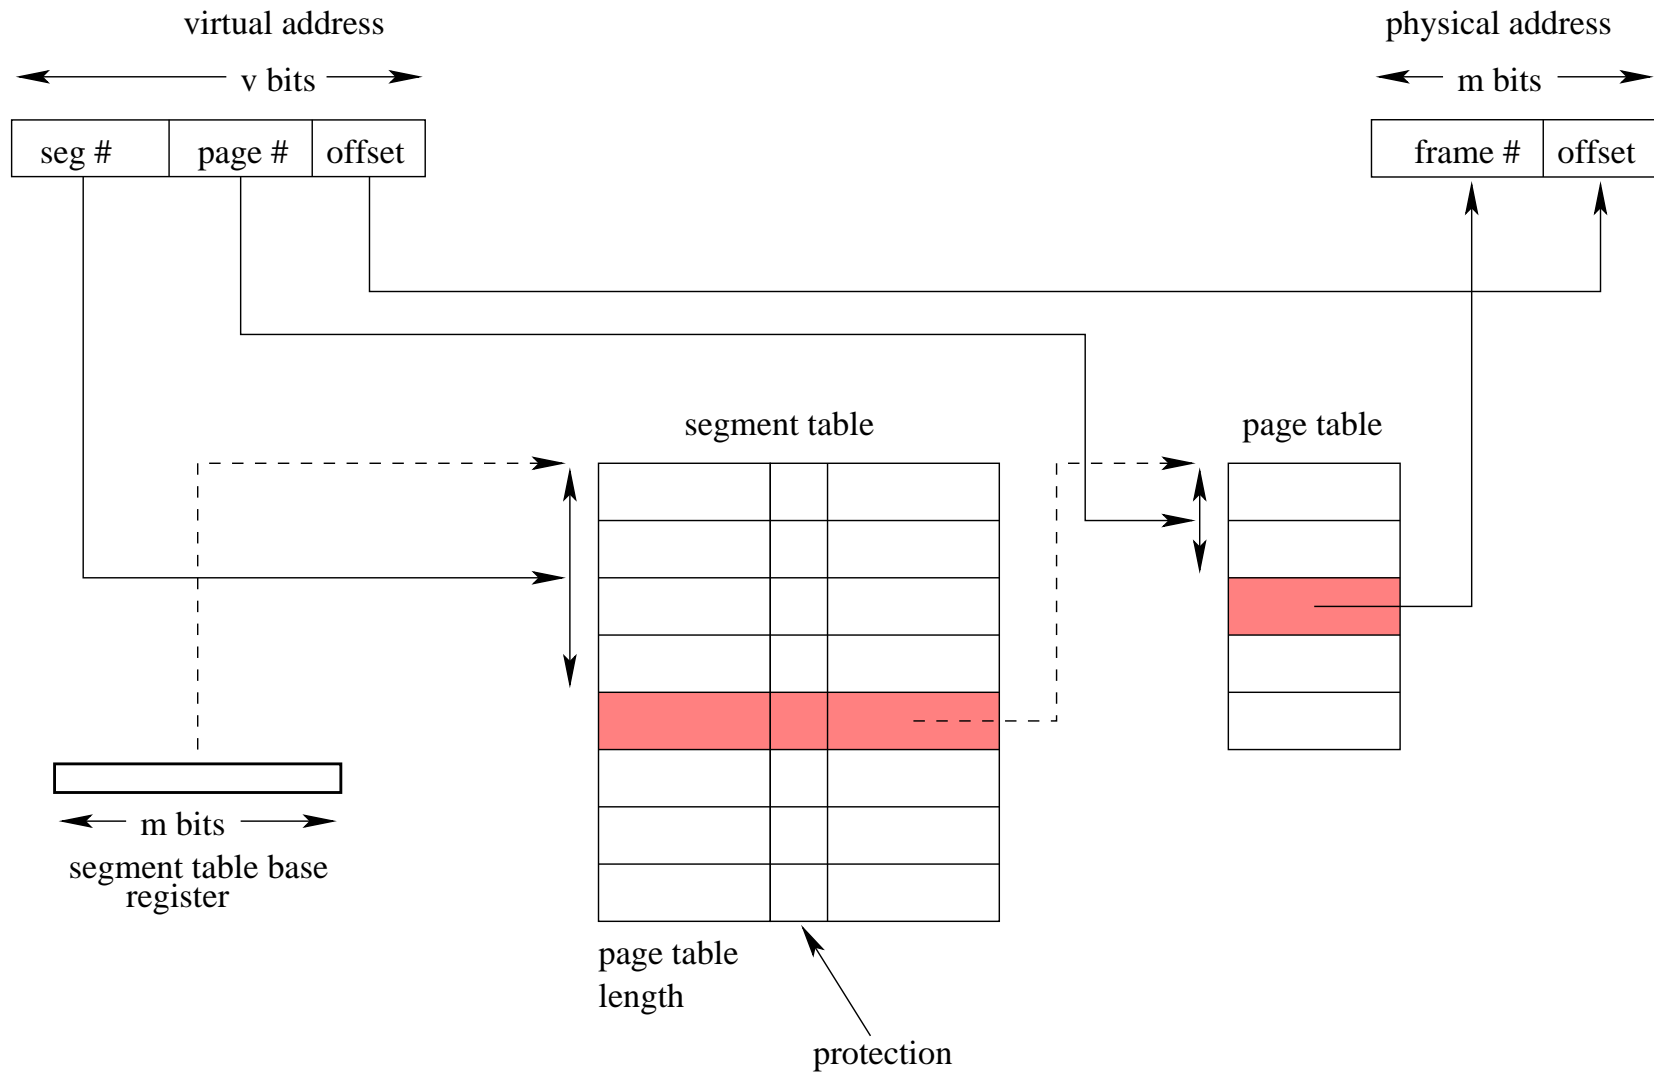 virtual address
physical address
v bits
m bits
seg #
page #
offset
frame #
offset
segment table
page table
m bits
segment table base
register
page table
length
protection